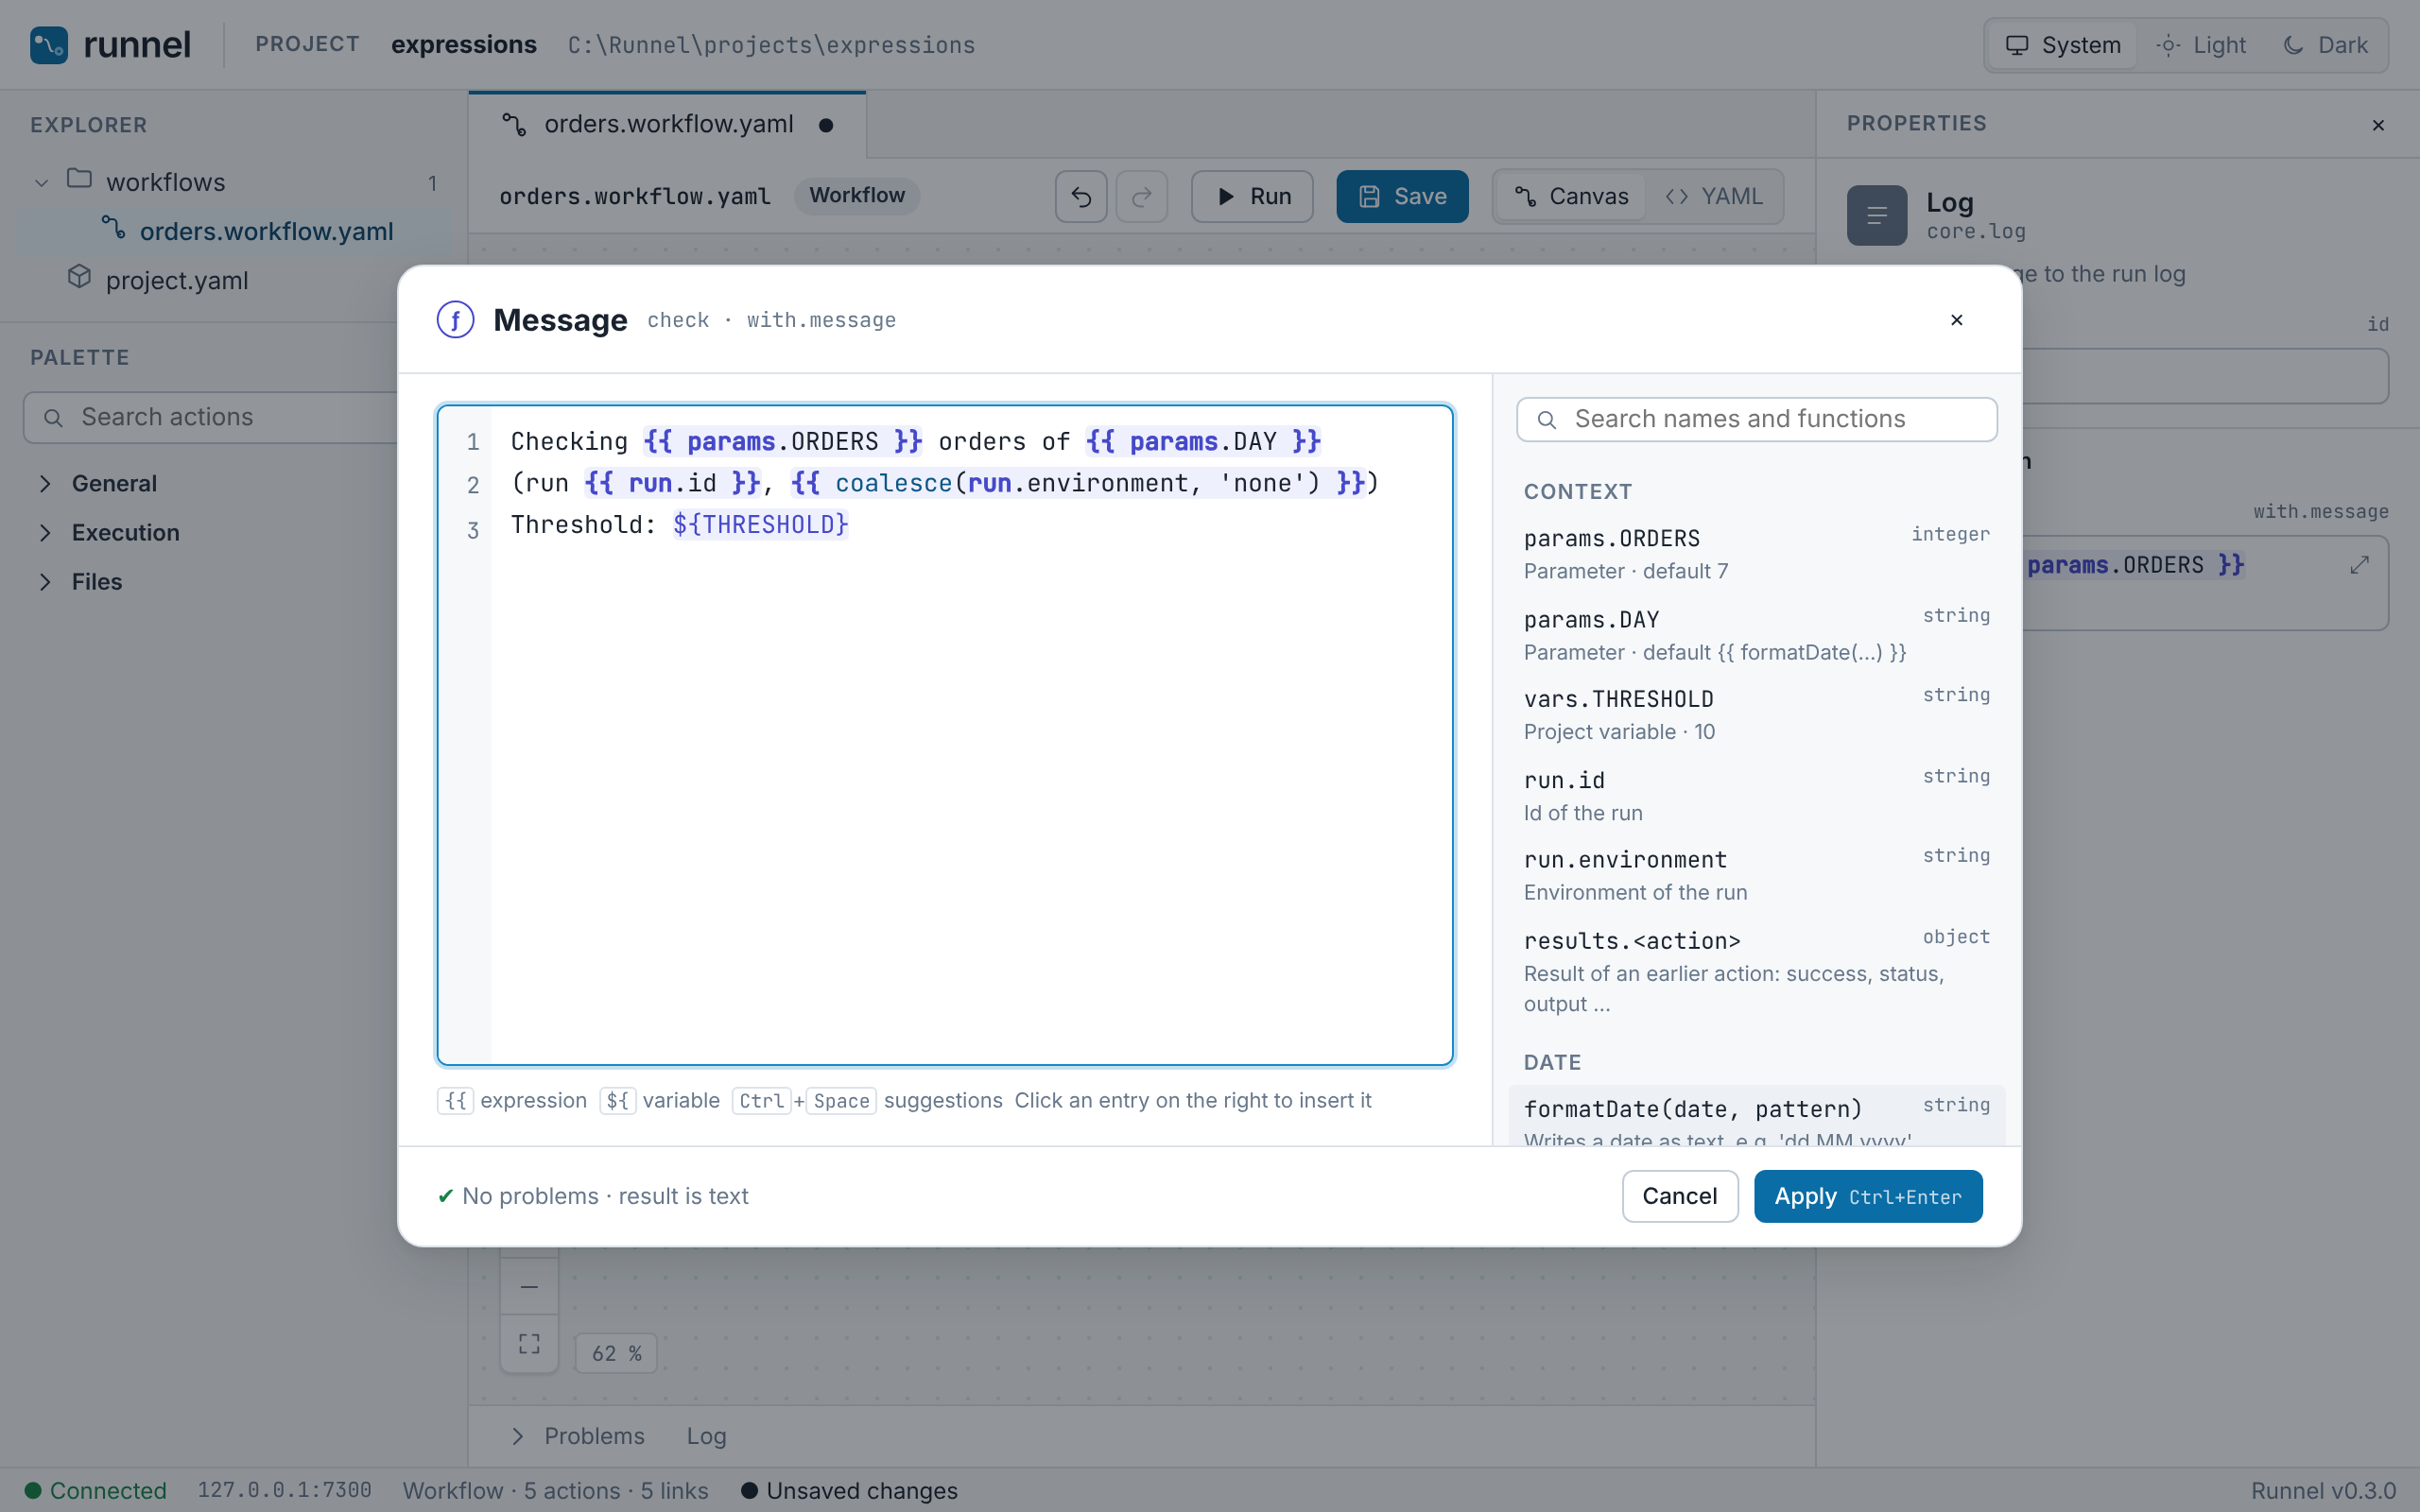 runnel PROJECT expressions C:\Runnel\projects\expressions System Light Dark
EXPLORER
workflows 1
orders.workflow.yaml
project.yaml
PALETTE
Search actions
General
Execution
Files
orders.workflow.yaml
orders.workflow.yaml Workflow Run Save Canvas YAML
PROPERTIES
Log
core.log
to the run log
id
with.message
params.ORDERS }}
Message check · with.message
1 Checking {{ params.ORDERS }} orders of {{ params.DAY }}
2 (run {{ run.id }}, {{ coalesce(run.environment, 'none') }})
3 Threshold: ${THRESHOLD}
{{ expression ${ variable Ctrl+Space suggestions Click an entry on the right to insert it
Search names and functions
CONTEXT
params.ORDERS integer
Parameter · default 7
params.DAY string
Parameter · default {{ formatDate(...) }}
vars.THRESHOLD string
Project variable · 10
run.id string
Id of the run
run.environment string
Environment of the run
results.<action> object
Result of an earlier action: success, status,
output ...
DATE
formatDate(date, pattern) string
Writes a date as text, e.g. 'dd.MM.yyyy'
✔ No problems · result is text
Cancel Apply Ctrl+Enter
62 %
Problems Log
Connected 127.0.0.1:7300 Workflow · 5 actions · 5 links Unsaved changes Runnel v0.3.0